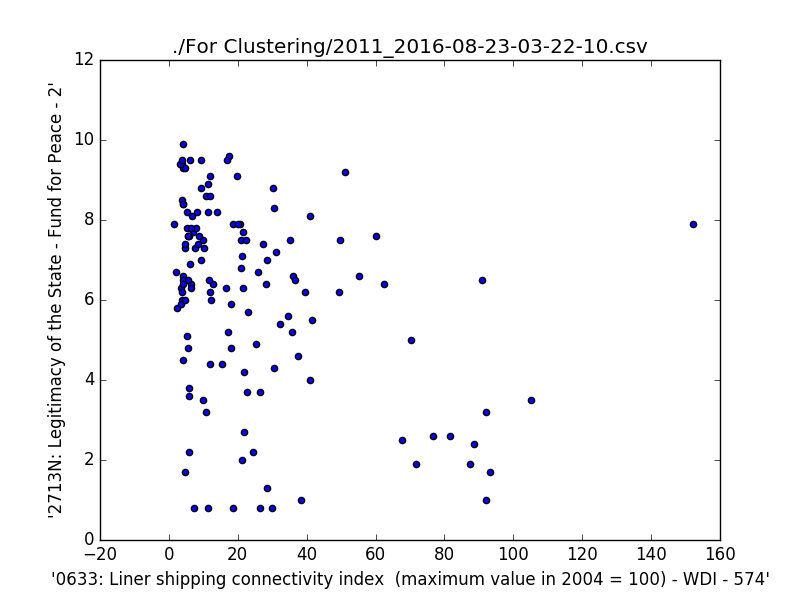 ./For Clustering/2011_2016-08-23-03-22-10.csv
'2713N: Legitimacy of the State - Fund for Peace - 2'
12
10
8
6
4
2
0
−20 0 20 40 60 80 100 120 140 160
'0633: Liner shipping connectivity index  (maximum value in 2004 = 100) - WDI - 574'